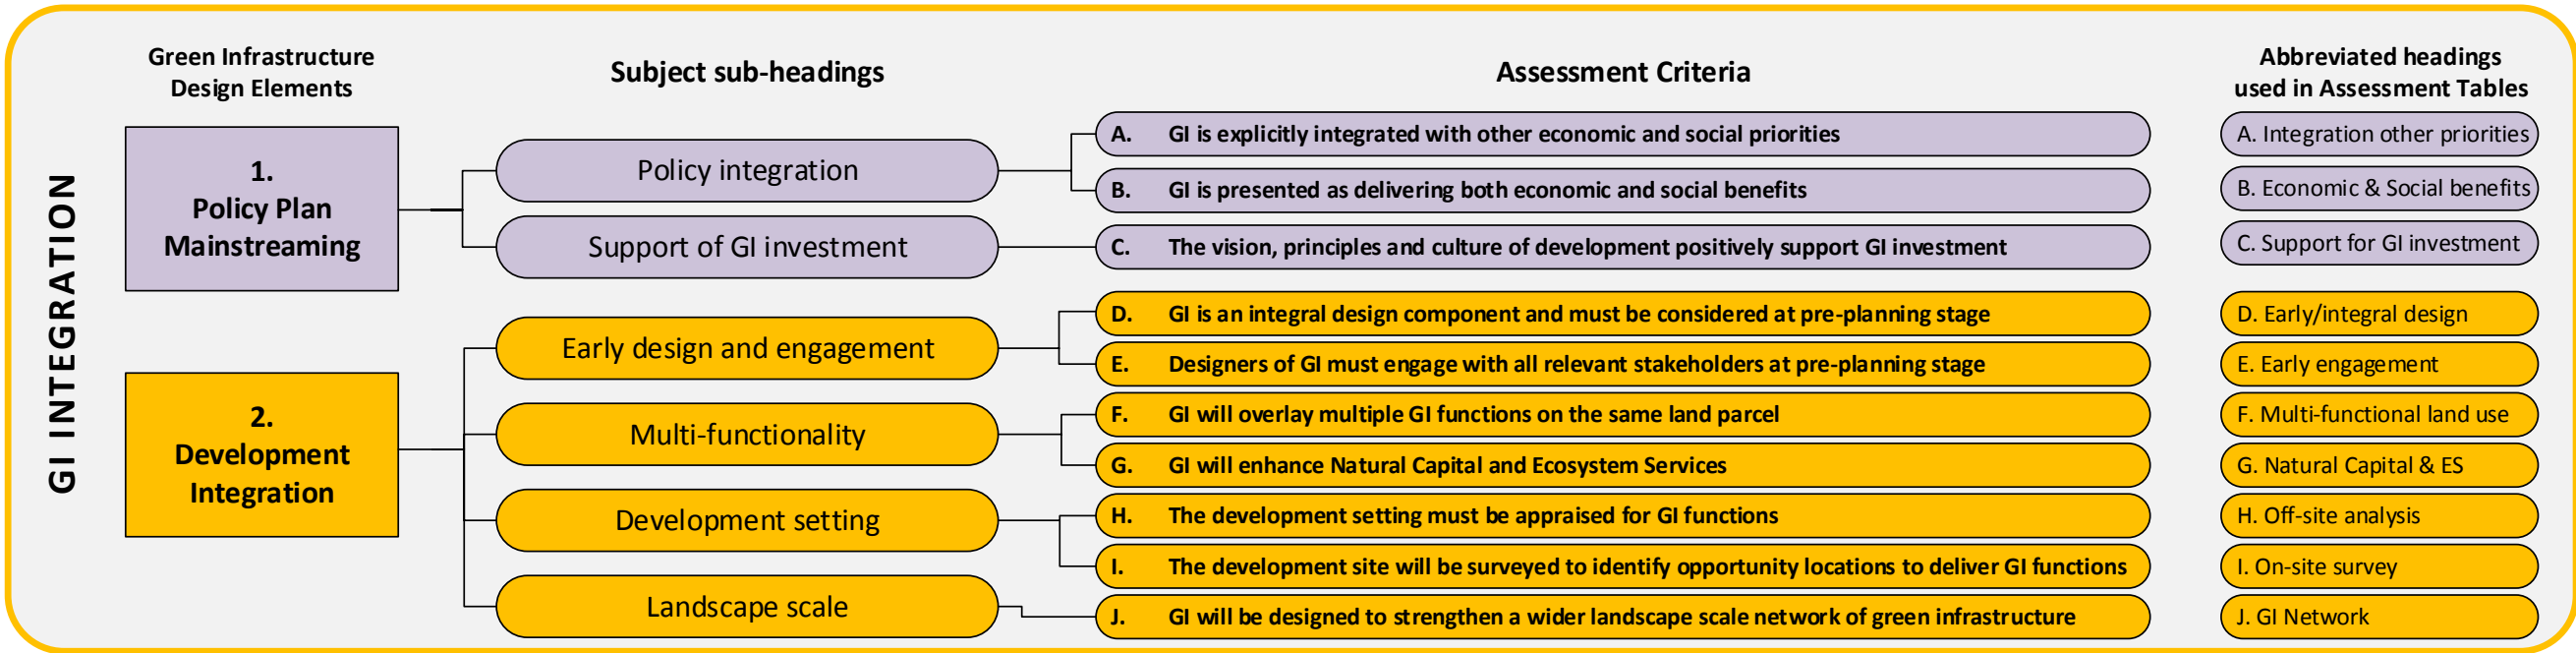 GI INTEGRATION
Green Infrastructure
Design Elements
Subject sub-headings
Assessment Criteria
Abbreviated headings
used in Assessment Tables
1.
Policy Plan
Mainstreaming
Policy integration
Support of GI investment
A. GI is explicitly integrated with other economic and social priorities
B. GI is presented as delivering both economic and social benefits
C. The vision, principles and culture of development positively support GI investment
A. Integration other priorities
B. Economic & Social benefits
C. Support for GI investment
2.
Development
Integration
Early design and engagement
Multi-functionality
Development setting
Landscape scale
D. GI is an integral design component and must be considered at pre-planning stage
E. Designers of GI must engage with all relevant stakeholders at pre-planning stage
F. GI will overlay multiple GI functions on the same land parcel
G. GI will enhance Natural Capital and Ecosystem Services
H. The development setting must be appraised for GI functions
I. The development site will be surveyed to identify opportunity locations to deliver GI functions
J. GI will be designed to strengthen a wider landscape scale network of green infrastructure
D. Early/integral design
E. Early engagement
F. Multi-functional land use
G. Natural Capital & ES
H. Off-site analysis
I. On-site survey
J. GI Network